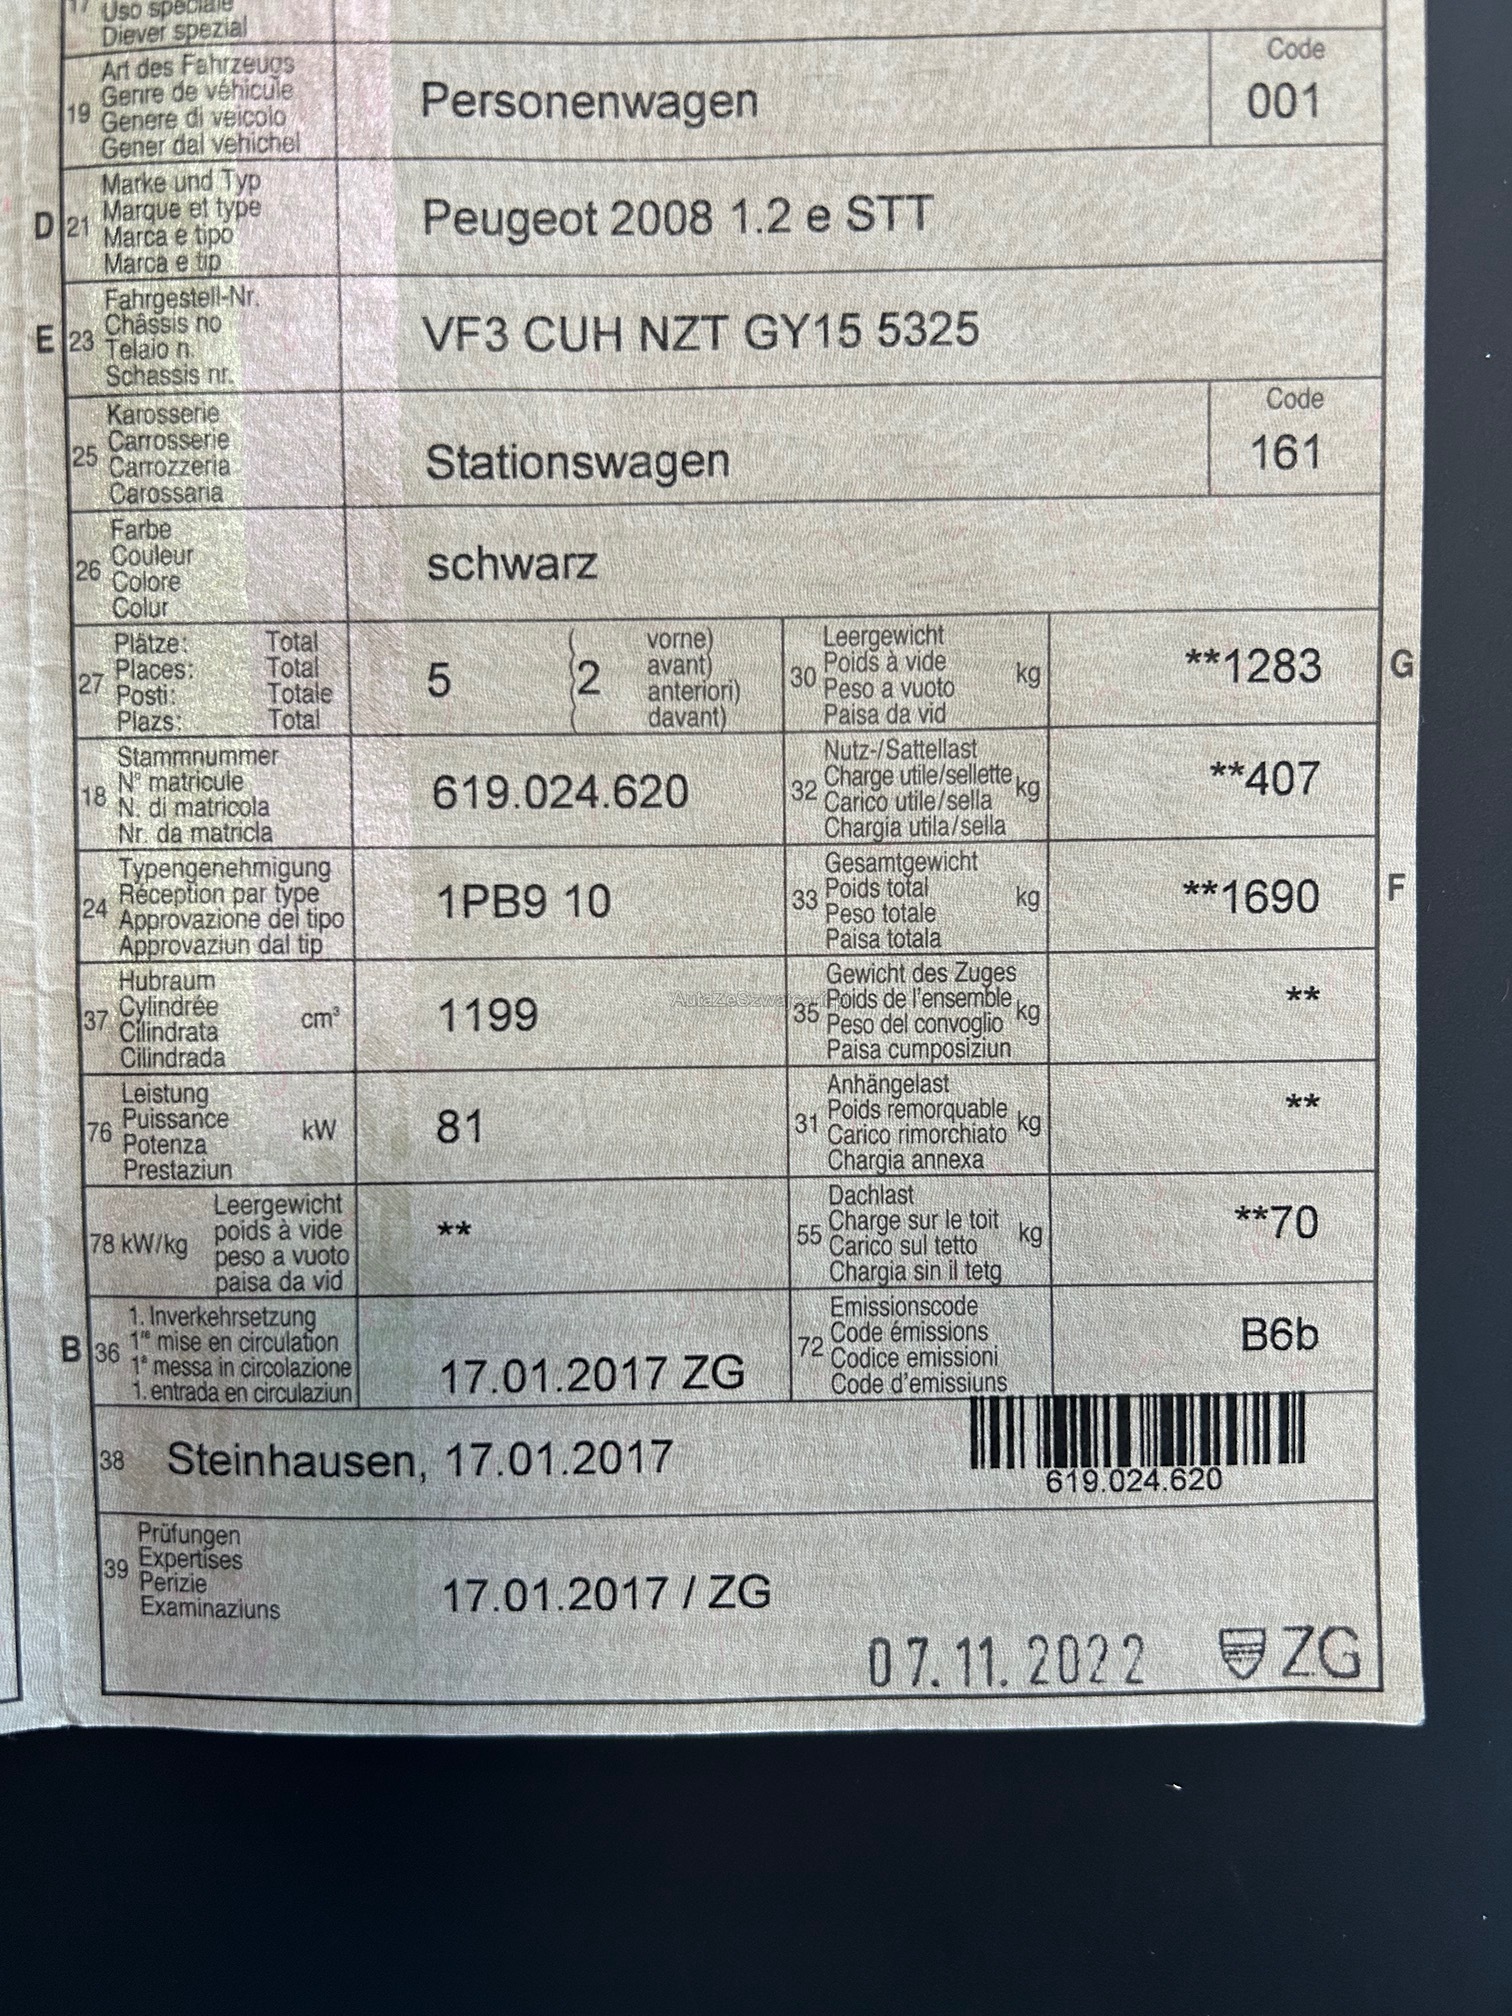 17 Uso speciale
Diever spezial
19 Art des Fahrzeugs
Genre de véhicule
Genere di veicolo
Gener dal vehichel
Personenwagen
Code
001
D 21 Marke und Typ
Marque et type
Marca e tipo
Marca e tip
Peugeot 2008 1.2 e STT
E 23 Fahrgestell-Nr.
Châssis no
Telaio n.
Schassis nr.
VF3 CUH NZT GY15 5325
25 Karosserie
Carrosserie
Carrozzeria
Carossaria
Stationswagen
Code
161
26 Farbe
Couleur
Colore
Colur
schwarz
27 Plätze: Total
Places: Total
Posti: Totale
Plazs: Total
5 (2 vorne)
avant)
anteriori)
davant)
30 Leergewicht
Poids à vide
Peso a vuoto
Paisa da vid
kg
**1283 G
18 Stammnummer
N° matricule
N. di matricola
Nr. da matricla
619.024.620
32 Nutz-/Sattellast
Charge utile/sellette
Carico utile/sella
Chargia utila/sella
kg
**407
24 Typengenehmigung
Réception par type
Approvazione del tipo
Approvaziun dal tip
1PB9 10
33 Gesamtgewicht
Poids total
Peso totale
Paisa totala
kg
**1690 F
37 Hubraum
Cylindrée
Cilindrata
Cilindrada
cm³
1199
35 Gewicht des Zuges
Poids de l'ensemble
Peso del convoglio
Paisa cumposiziun
kg
**
76 Leistung
Puissance
Potenza
Prestaziun
kW
81
31 Anhängelast
Poids remorquable
Carico rimorchiato
Chargia annexa
kg
**
78 kW/kg Leergewicht
poids à vide
peso a vuoto
paisa da vid
**
55 Dachlast
Charge sur le toit
Carico sul tetto
Chargia sin il tetg
kg
**70
B 36 1. Inverkehrsetzung
1re mise en circulation
1a messa in circolazione
1. entrada en circulaziun
17.01.2017 ZG
72 Emissionscode
Code émissions
Codice emissioni
Code d'emissiuns
B6b
38 Steinhausen, 17.01.2017
619.024.620
39 Prüfungen
Expertises
Perizie
Examinaziuns
17.01.2017 / ZG
07.11.2022 ZG